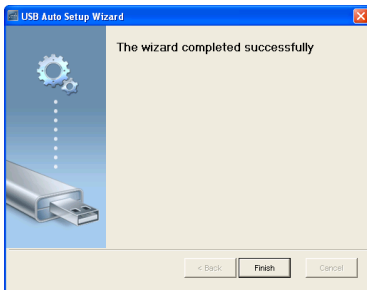 USB Auto Setup Wizard
The wizard completed successfully
< Back
Finish
Cancel